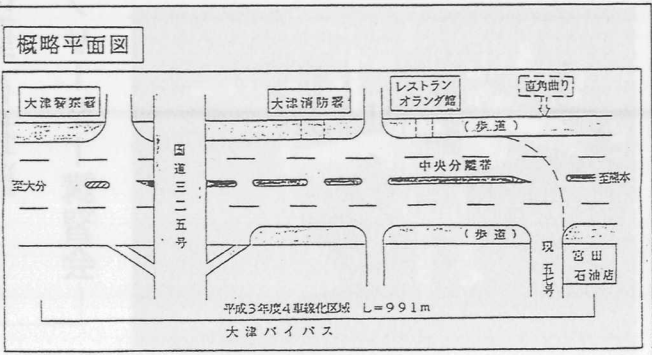 概略平面図
大津警察署
大津消防署
レストラン
オランダ館
直角曲り
(歩道)
国道三二五号
中央分離帯
至大分
至熊本
(歩道)
旧五七号
宮田
石油店
平成3年度4車線化区域 L=991m
大津バイパス